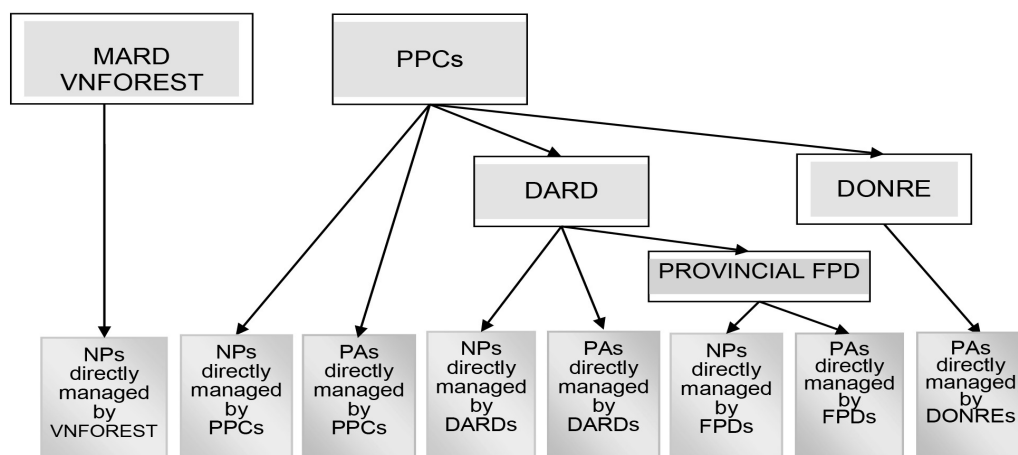 MARD
VNFOREST
PPCs
DARD
DONRE
PROVINCIAL FPD
NPs
directly
managed
by
VNFOREST
NPs
directly
managed
by
PPCs
PAs
directly
managed
by
PPCs
NPs
directly
managed
by
DARDs
PAs
directly
managed
by
DARDs
NPs
directly
managed
by
FPDs
PAs
directly
managed
by
FPDs
PAs
directly
managed
by
DONREs